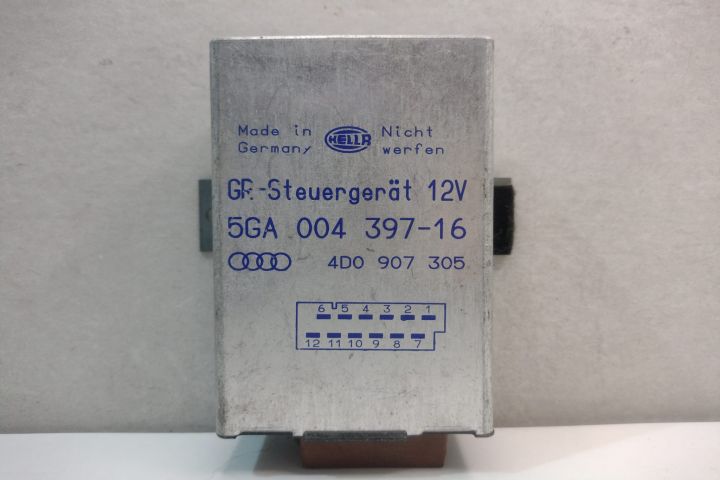 Made in HELLA Nicht
Germany werfen
GR-Steuergerät 12V
5GA 004 397-16
4D0 907 305
6 5 4 3 2 1
12 11 10 9 8 7